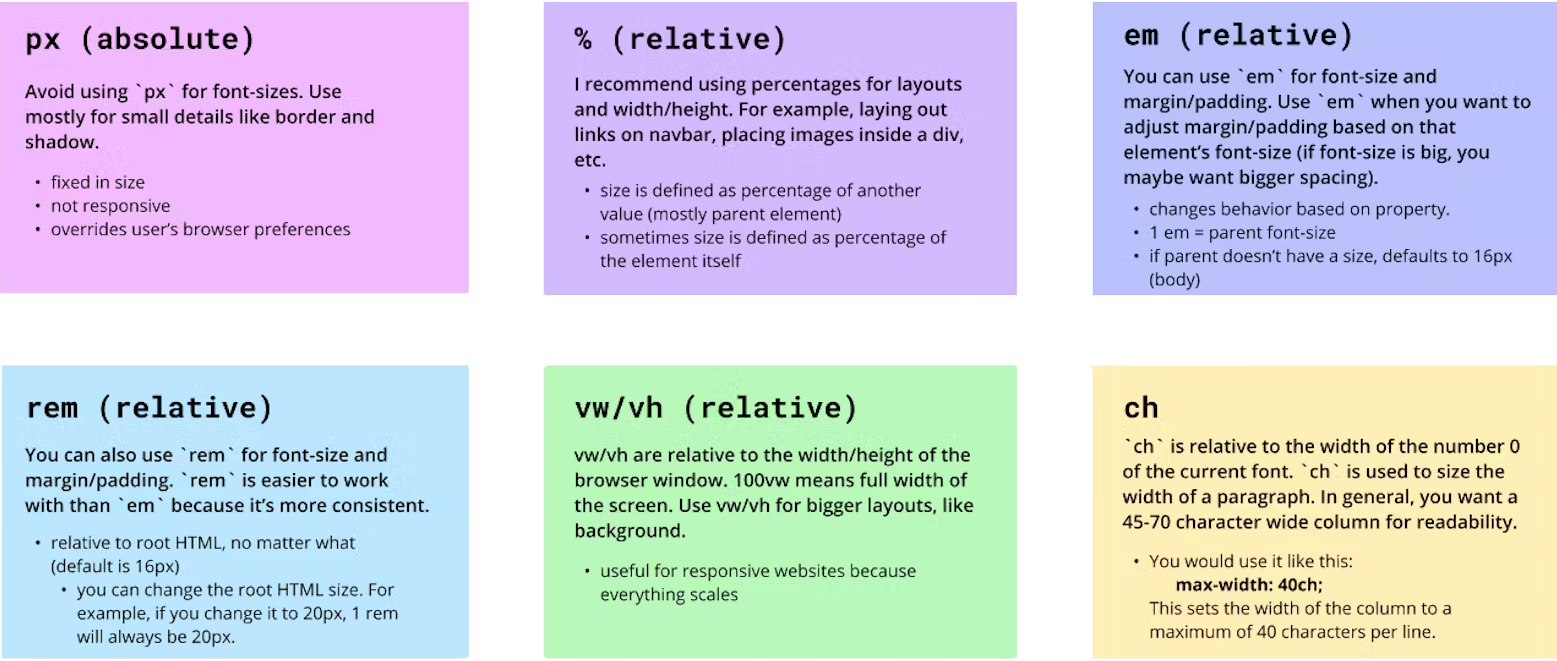 px (absolute)
Avoid using `px` for font-sizes. Use
mostly for small details like border and
shadow.
• fixed in size
• not responsive
• overrides user's browser preferences
% (relative)
I recommend using percentages for layouts
and width/height. For example, laying out
links on navbar, placing images inside a div,
etc.
• size is defined as percentage of another
value (mostly parent element)
• sometimes size is defined as percentage of
the element itself
em (relative)
You can use `em` for font-size and
margin/padding. Use `em` when you want to
adjust margin/padding based on that
element's font-size (if font-size is big, you
maybe want bigger spacing).
• changes behavior based on property.
• 1 em = parent font-size
• if parent doesn't have a size, defaults to 16px
(body)
rem (relative)
You can also use `rem` for font-size and
margin/padding. `rem` is easier to work
with than `em` because it's more consistent.
• relative to root HTML, no matter what
(default is 16px)
• you can change the root HTML size. For
example, if you change it to 20px, 1 rem
will always be 20px.
vw/vh (relative)
vw/vh are relative to the width/height of the
browser window. 100vw means full width of
the screen. Use vw/vh for bigger layouts, like
background.
• useful for responsive websites because
everything scales
ch
`ch` is relative to the width of the number 0
of the current font. `ch` is used to size the
width of a paragraph. In general, you want a
45-70 character wide column for readability.
• You would use it like this:
max-width: 40ch;
This sets the width of the column to a
maximum of 40 characters per line.